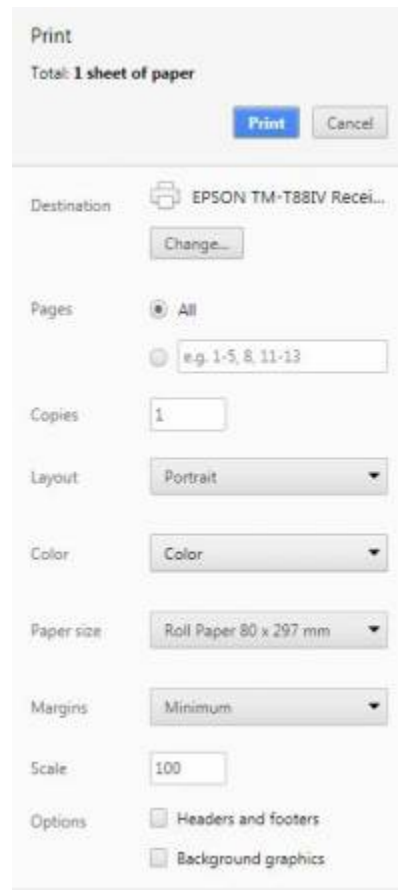 Print
Total: 1 sheet of paper
Print Cancel
Destination EPSON TM-T88IV Recei...
Change...
Pages All
e.g. 1-5, 8, 11-13
Copies 1
Layout Portrait
Color Color
Paper size Roll Paper 80 x 297 mm
Margins Minimum
Scale 100
Options Headers and footers
Background graphics